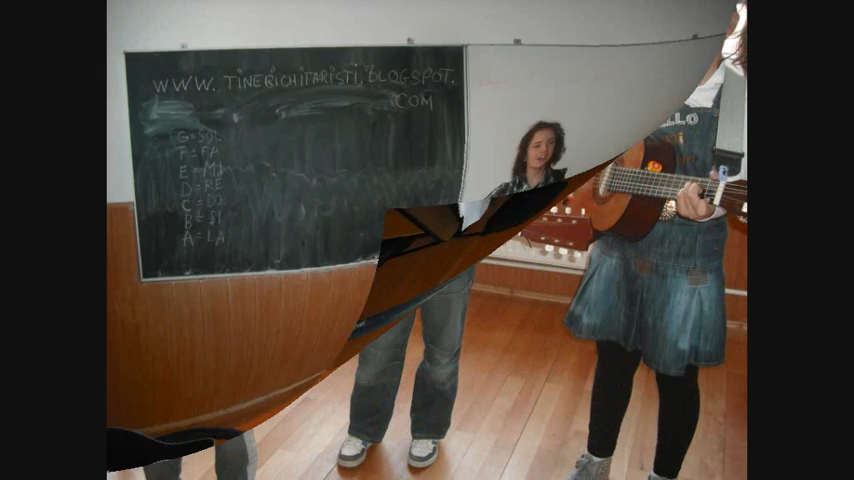 WWW. TINERICHITARISTI.BLOGSPOT.
COM
G=SOL
F=FA
E=MI
D=RE
C=DO
B=SI
A=LA
LLO